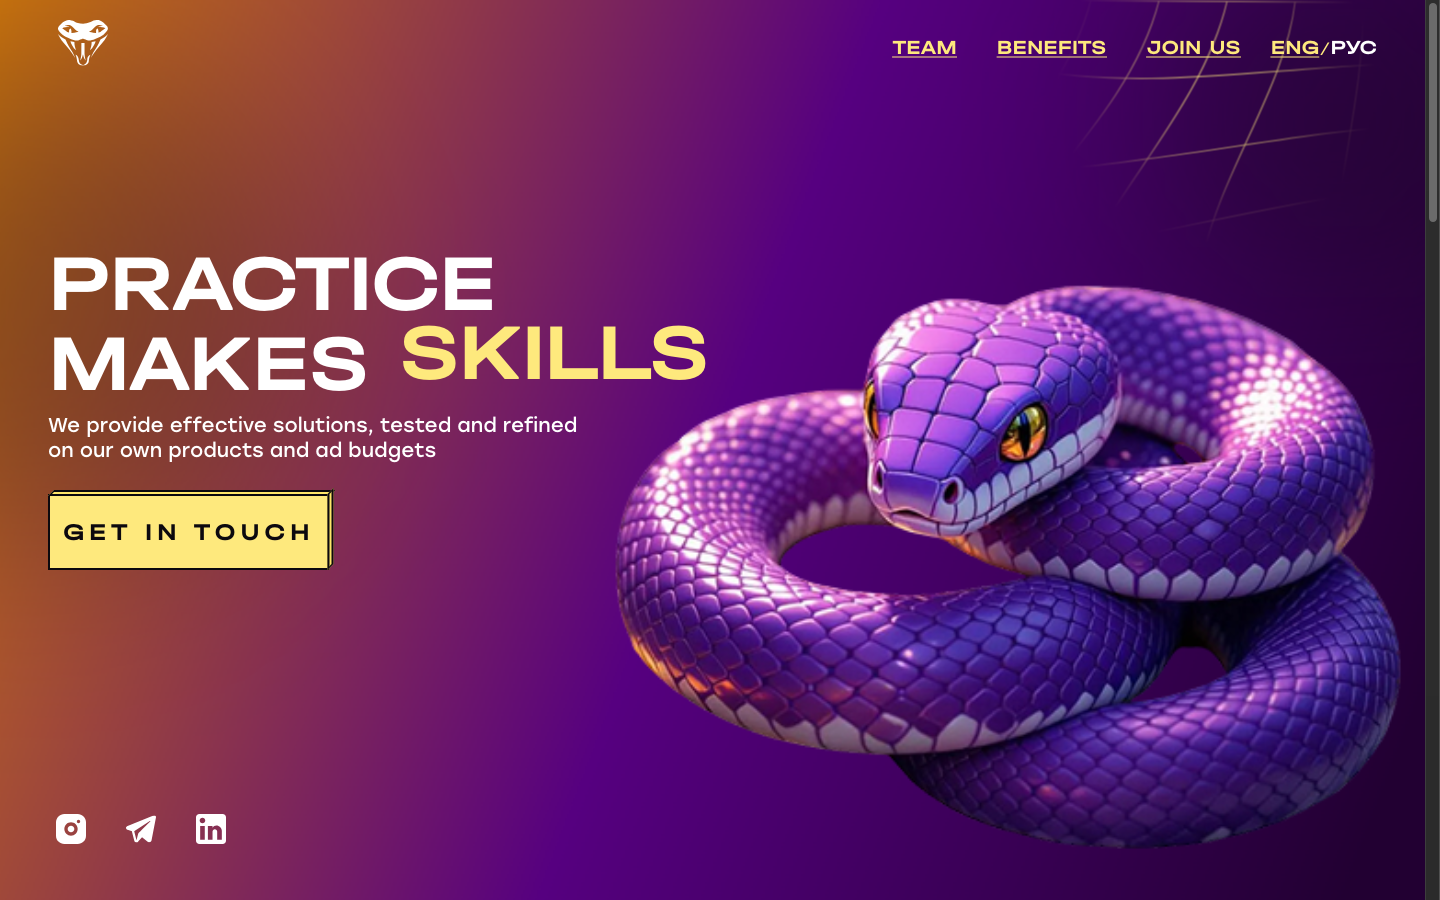 TEAM BENEFITS JOIN US ENG/РУС
PRACTICE
MAKES SKILLS
We provide effective solutions, tested and refined
on our own products and ad budgets
GET IN TOUCH
in